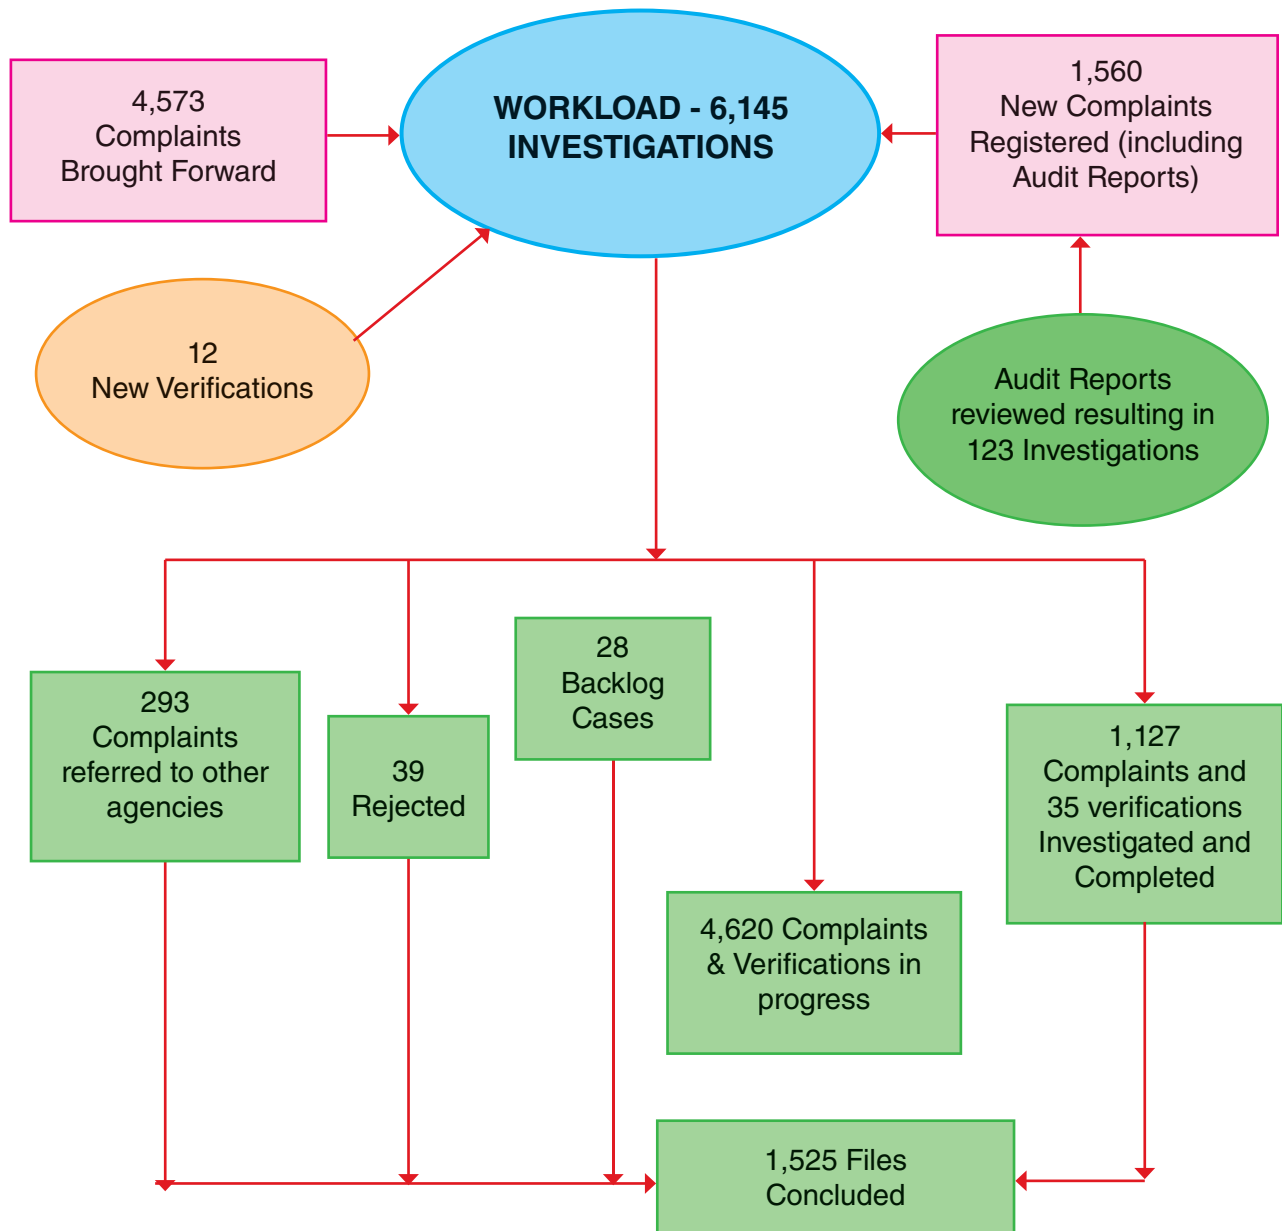 4,573
Complaints
Brought Forward
WORKLOAD - 6,145
INVESTIGATIONS
1,560
New Complaints
Registered (including
Audit Reports)
12
New Verifications
Audit Reports
reviewed resulting in
123 Investigations
293
Complaints
referred to other
agencies
39
Rejected
28
Backlog
Cases
4,620 Complaints
& Verifications in
progress
1,127
Complaints and
35 verifications
Investigated and
Completed
1,525 Files
Concluded